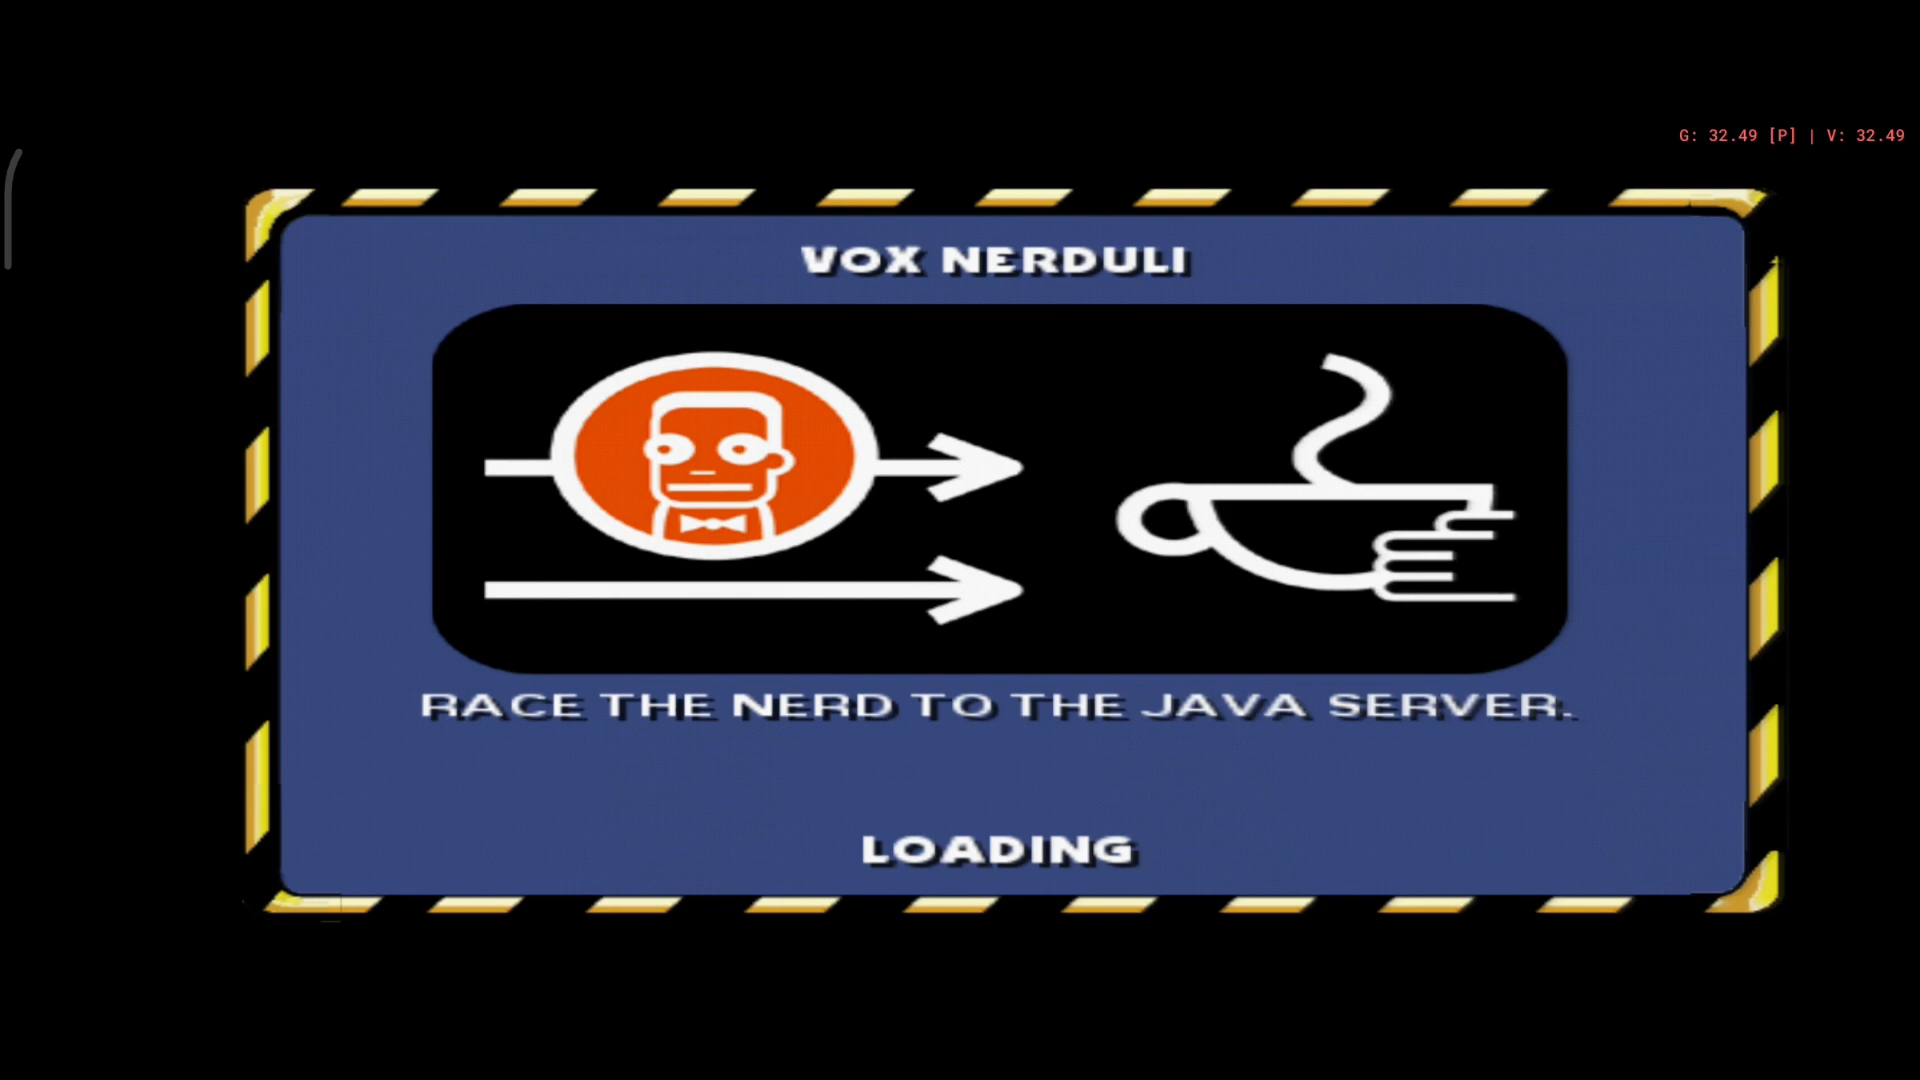 G: 32.49 [P] | V: 32.49
VOX NERDULI
RACE THE NERD TO THE JAVA SERVER.
LOADING